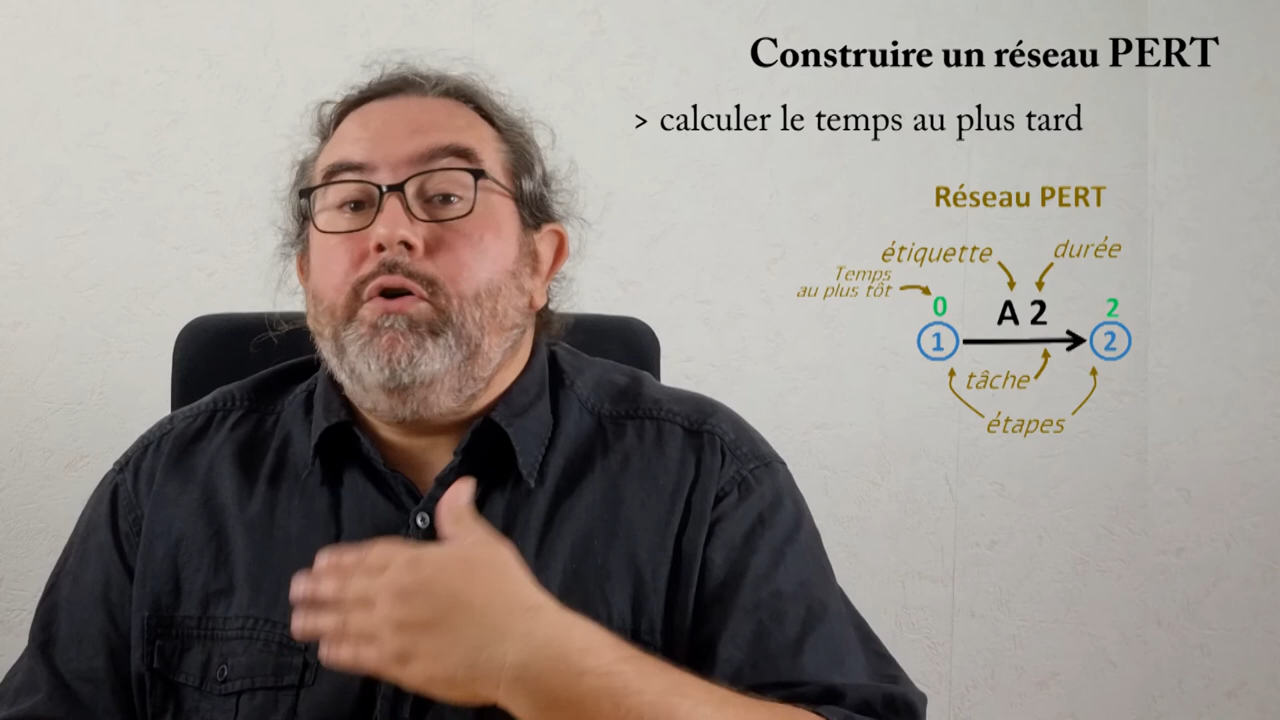 Construire un réseau PERT
> calculer le temps au plus tard
Réseau PERT
étiquette
durée
Temps
au plus tôt
0
A 2
2
1
2
tâche
étapes